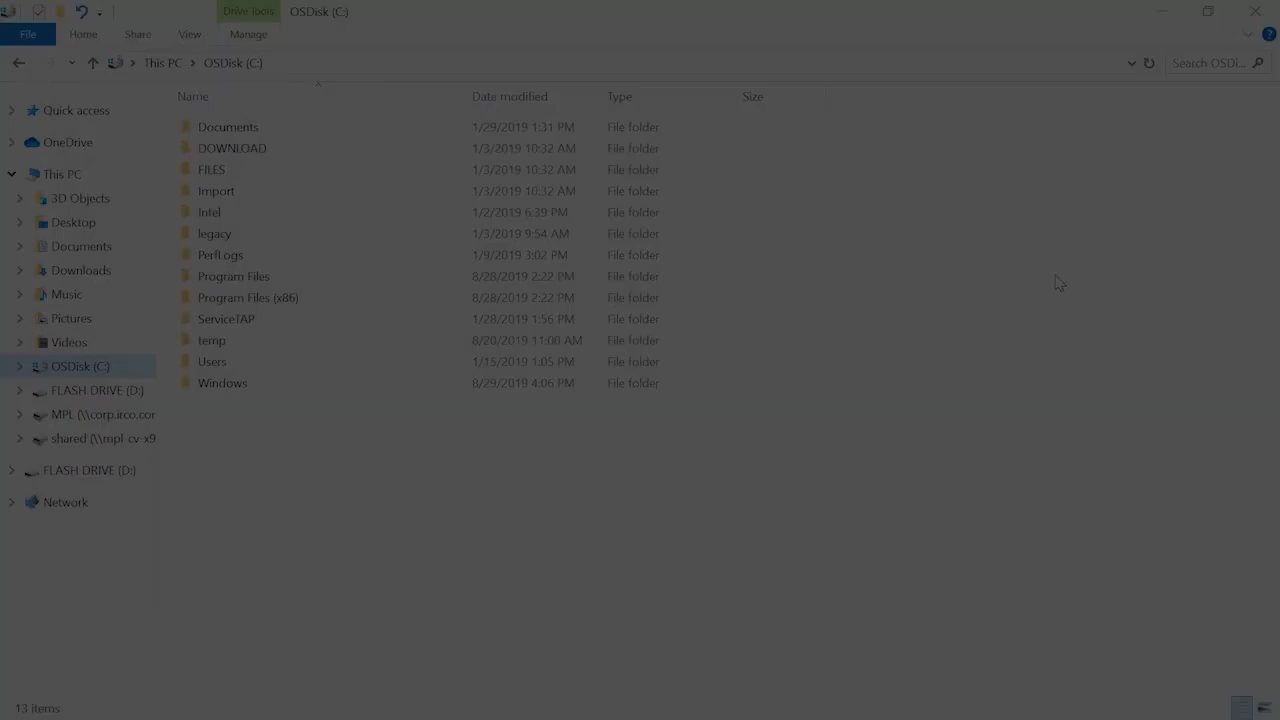 Drive Tools OSDisk (C:)
File Home Share View Manage
This PC OSDisk (C:) Search OSDi...
Name Date modified Type Size
Quick access
OneDrive
This PC
3D Objects
Desktop
Documents
Downloads
Music
Pictures
Videos
OSDisk (C:)
FLASH DRIVE (D:)
MPL (\\corp.irco.cor
shared (\\mpl-cv-x9
FLASH DRIVE (D:)
Network
Documents 1/29/2019 1:31 PM File folder
DOWNLOAD 1/3/2019 10:32 AM File folder
FILES 1/3/2019 10:32 AM File folder
Import 1/3/2019 10:32 AM File folder
Intel 1/2/2019 6:39 PM File folder
legacy 1/3/2019 9:54 AM File folder
PerfLogs 1/9/2019 3:02 PM File folder
Program Files 8/28/2019 2:22 PM File folder
Program Files (x86) 8/28/2019 2:22 PM File folder
ServiceTAP 1/28/2019 1:56 PM File folder
temp 8/20/2019 11:00 AM File folder
Users 1/15/2019 1:05 PM File folder
Windows 8/29/2019 4:06 PM File folder
13 items